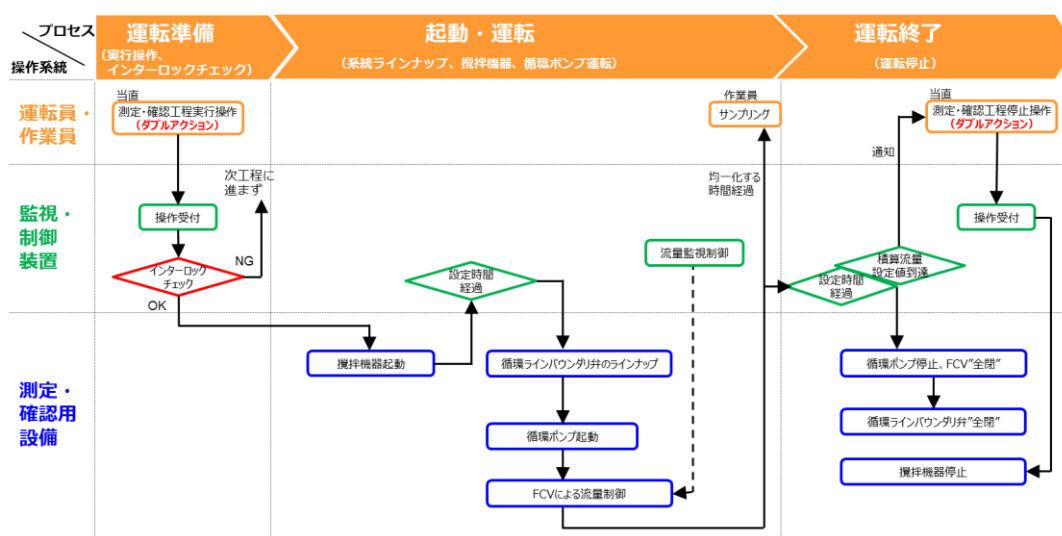 プロセス
操作系統
運転準備
(実行操作、
インターロックチェック)
起動・運転
(系統ラインナップ、撹拌機器、循環ポンプ運転)
運転終了
(運転停止)
運転員・
作業員
当直
測定・確認工程実行操作
(ダブルアクション)
作業員
サンプリング
当直
測定・確認工程停止操作
(ダブルアクション)
通知
監視・
制御
装置
次工程に
進まず
操作受付
インターロック
チェック
NG
OK
設定時間
経過
流量監視制御
均一化する
時間経過
設定時間
経過
積算流量
設定値到達
操作受付
測定・
確認用
設備
撹拌機器起動
循環ラインバウンダリ弁のラインナップ
循環ポンプ起動
FCVによる流量制御
循環ポンプ停止、FCV"全閉"
循環ラインバウンダリ弁"全閉"
撹拌機器停止